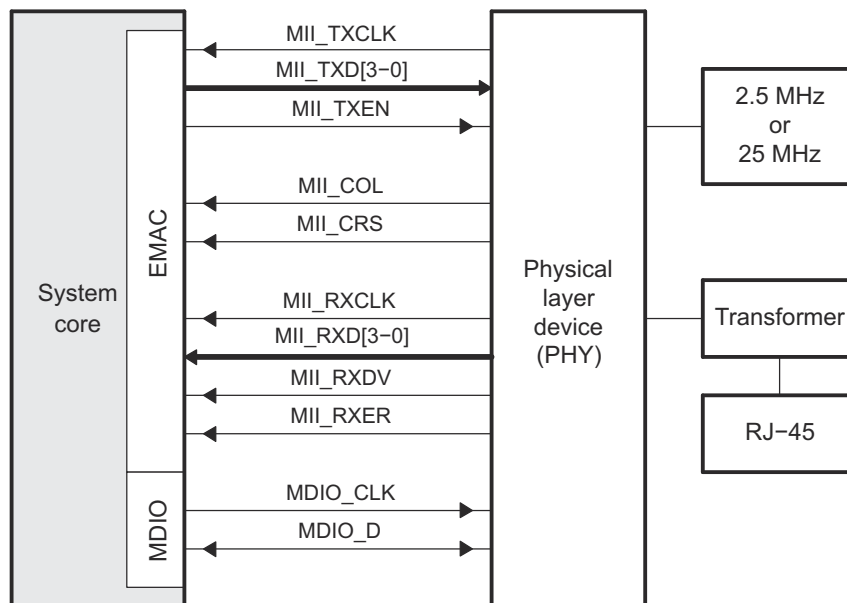 System
core
EMAC
MDIO
MII_TXCLK
MII_TXD[3−0]
MII_TXEN
MII_COL
MII_CRS
MII_RXCLK
MII_RXD[3−0]
MII_RXDV
MII_RXER
MDIO_CLK
MDIO_D
Physical
layer
device
(PHY)
2.5 MHz
or
25 MHz
Transformer
RJ−45